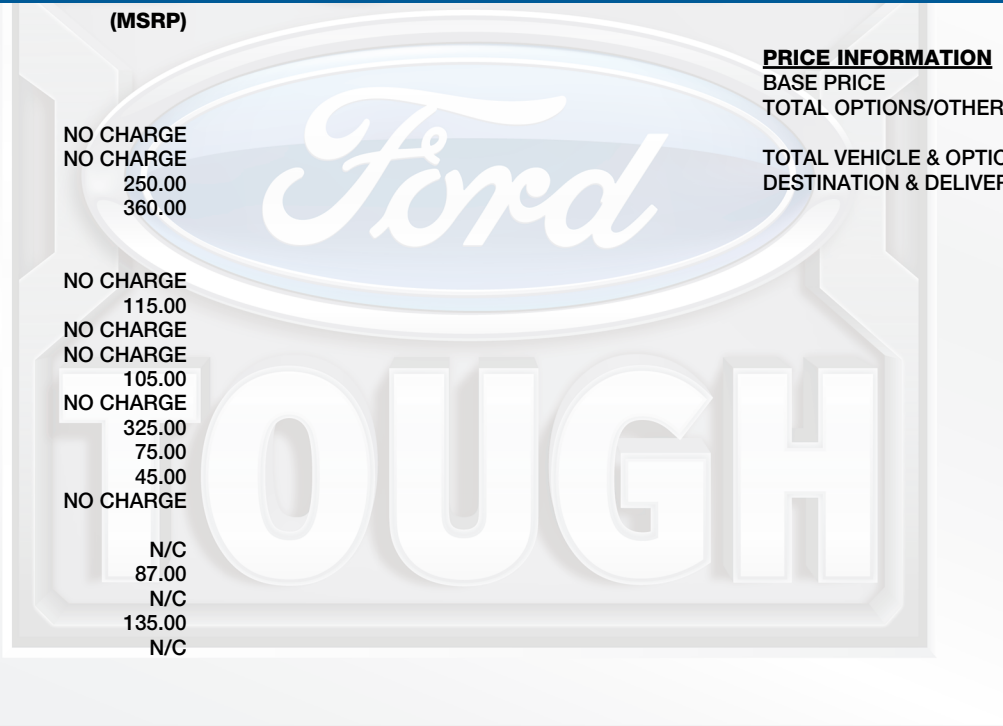 (MSRP)
NO CHARGE
NO CHARGE
250.00
360.00
NO CHARGE
115.00
NO CHARGE
NO CHARGE
105.00
NO CHARGE
325.00
75.00
45.00
NO CHARGE
N/C
87.00
N/C
135.00
N/C
PRICE INFORMATION
BASE PRICE
TOTAL OPTIONS/OTHER
TOTAL VEHICLE & OPTIO
DESTINATION & DELIVER
Ford
TOUGH